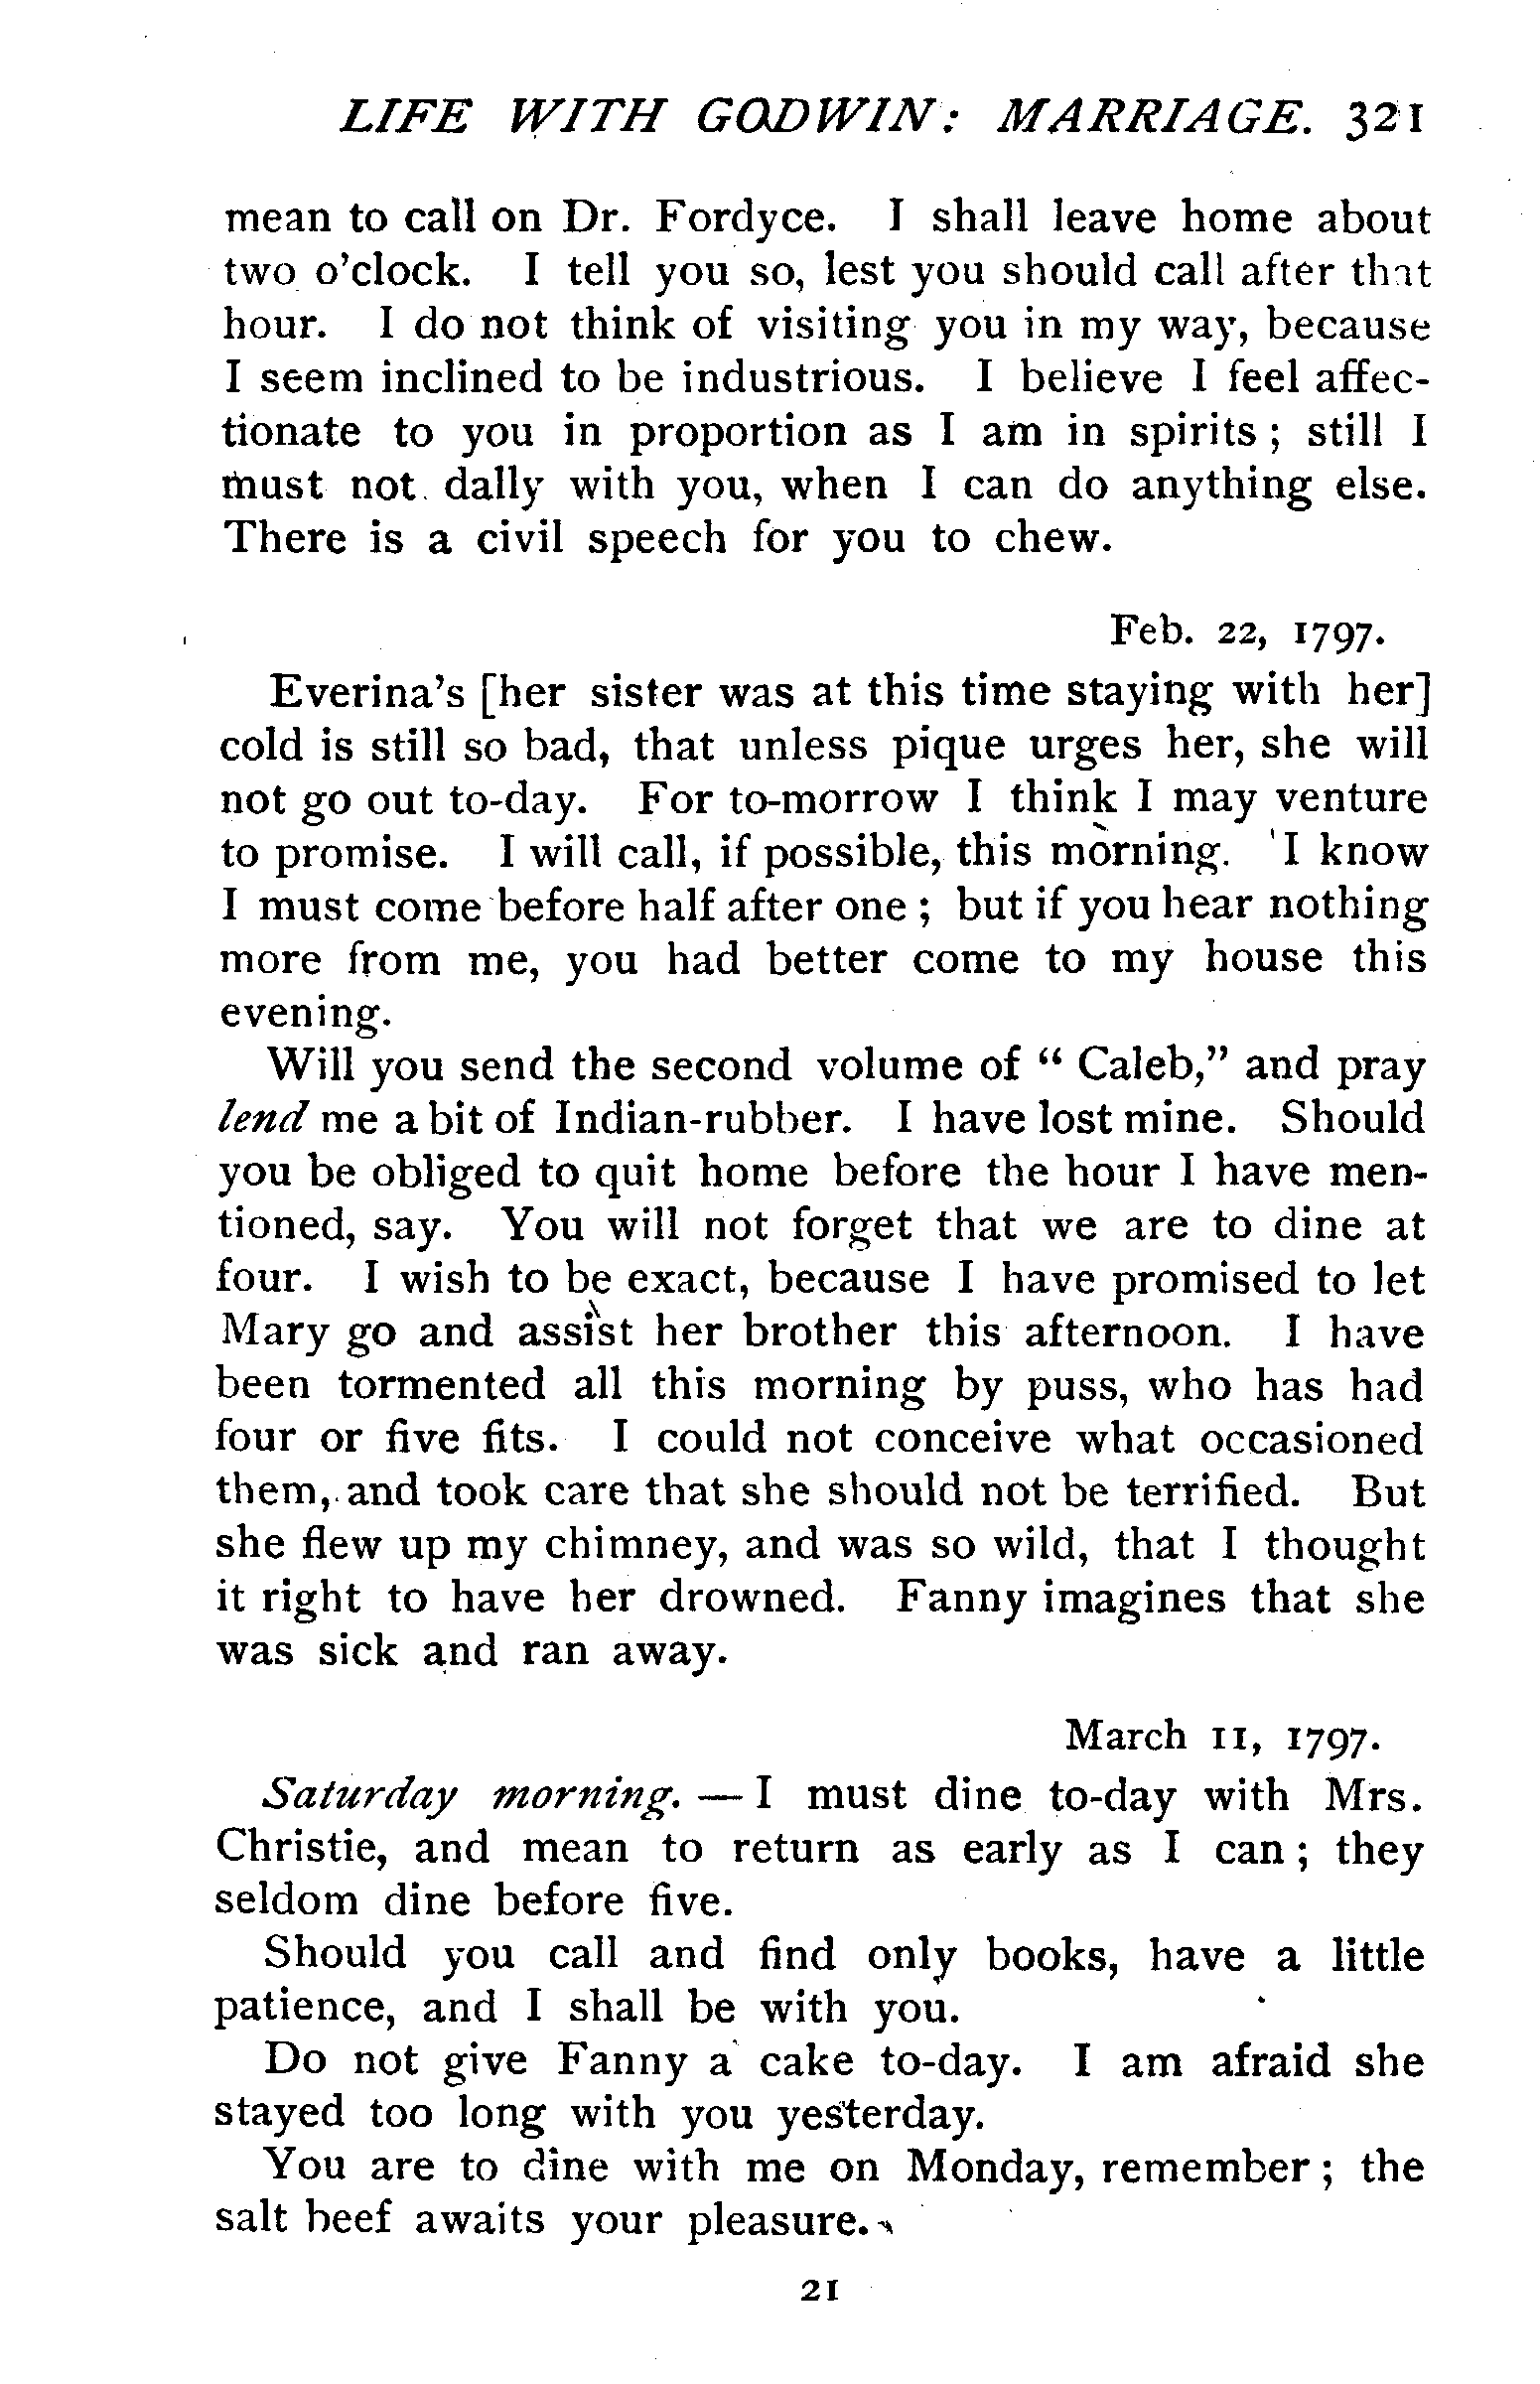 LIFE WITH GODWIN: MARRIAGE. 321
mean to call on Dr. Fordyce. I shall leave home about
two o'clock. I tell you so, lest you should call after that
hour. I do not think of visiting you in my way, because
I seem inclined to be industrious. I believe I feel affec-
tionate to you in proportion as I am in spirits; still I
must not dally with you, when I can do anything else.
There is a civil speech for you to chew.
Feb. 22, 1797.
Everina's [her sister was at this time staying with her]
cold is still so bad, that unless pique urges her, she will
not go out to-day. For to-morrow I think I may venture
to promise. I will call, if possible, this morning. I know
I must come before half after one; but if you hear nothing
more from me, you had better come to my house this
evening.
Will you send the second volume of "Caleb," and pray
lend me a bit of Indian-rubber. I have lost mine. Should
you be obliged to quit home before the hour I have men-
tioned, say. You will not forget that we are to dine at
four. I wish to be exact, because I have promised to let
Mary go and assist her brother this afternoon. I have
been tormented all this morning by puss, who has had
four or five fits. I could not conceive what occasioned
them, and took care that she should not be terrified. But
she flew up my chimney, and was so wild, that I thought
it right to have her drowned. Fanny imagines that she
was sick and ran away.
March 11, 1797.
Saturday morning.—I must dine to-day with Mrs.
Christie, and mean to return as early as I can; they
seldom dine before five.
Should you call and find only books, have a little
patience, and I shall be with you.
Do not give Fanny a cake to-day. I am afraid she
stayed too long with you yesterday.
You are to dine with me on Monday, remember; the
salt beef awaits your pleasure.
21